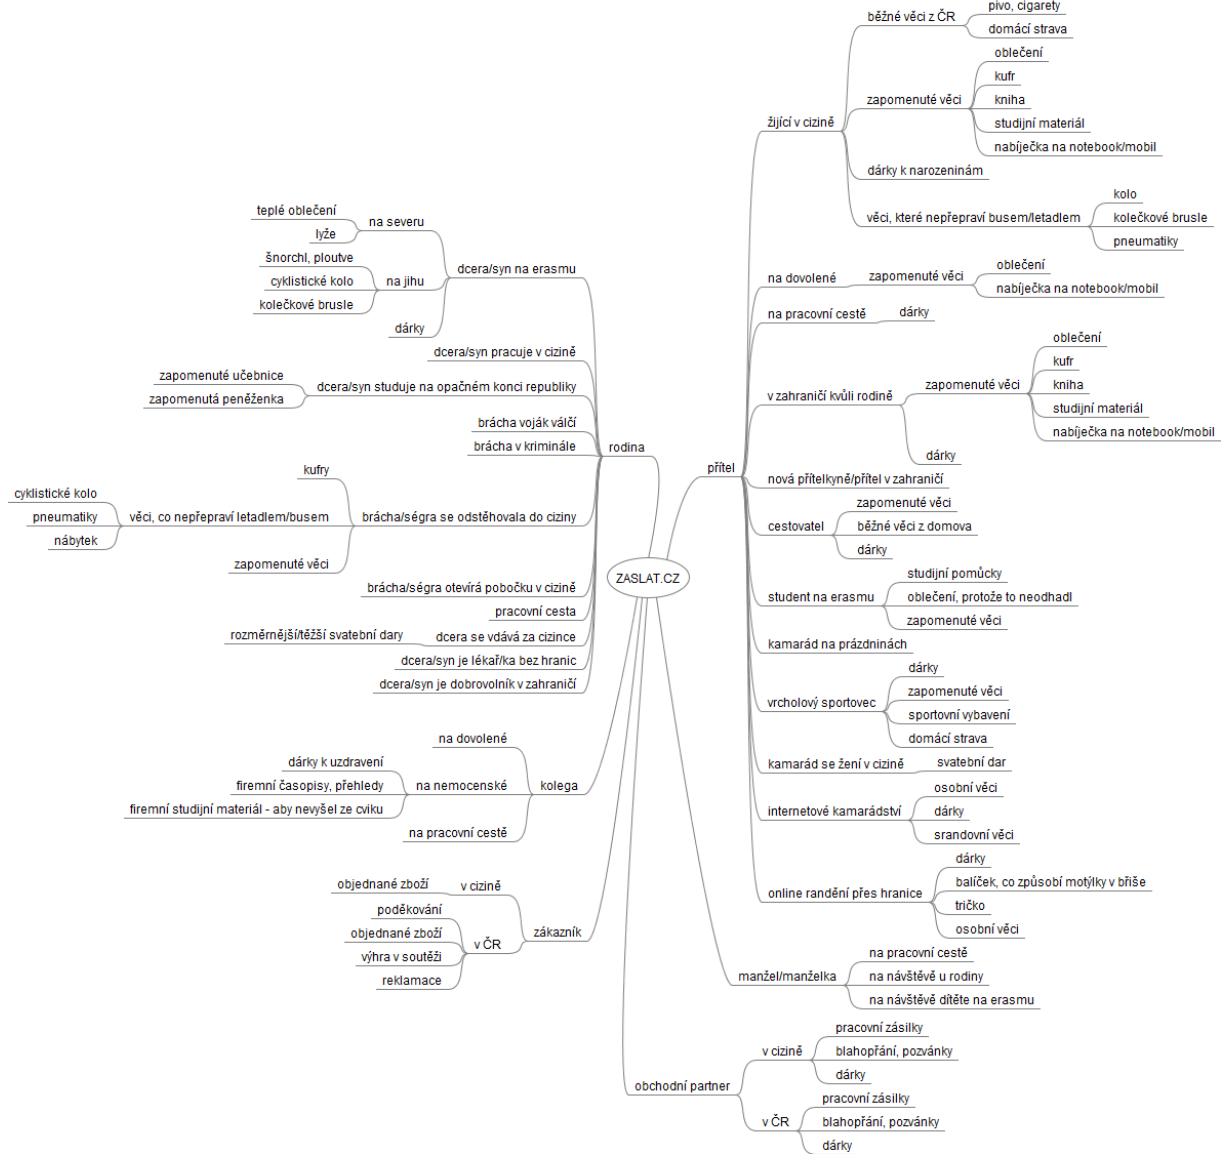 ZASLAT.CZ
přítel
žijící v cizině
běžné věci z ČR
pivo, cigarety
domácí strava
zapomenuté věci
oblečení
kufr
kniha
studijní materiál
nabíječka na notebook/mobil
dárky k narozeninám
věci, které nepřepraví busem/letadlem
kolo
kolečkové brusle
pneumatiky
na dovolené
zapomenuté věci
oblečení
nabíječka na notebook/mobil
na pracovní cestě
dárky
v zahraničí kvůli rodině
zapomenuté věci
oblečení
kufr
kniha
studijní materiál
nabíječka na notebook/mobil
dárky
nová přítelkyně/přítel v zahraničí
cestovatel
zapomenuté věci
běžné věci z domova
dárky
student na erasmu
studijní pomůcky
oblečení, protože to neodhadl
zapomenuté věci
kamarád na prázdninách
vrcholový sportovec
dárky
zapomenuté věci
sportovní vybavení
domácí strava
kamarád se žení v cizině
svatební dar
internetové kamarádství
osobní věci
dárky
srandovní věci
online randění přes hranice
dárky
balíček, co způsobí motýlky v břiše
tričko
osobní věci
manžel/manželka
na pracovní cestě
na návštěvě u rodiny
na návštěvě dítěte na erasmu
obchodní partner
v cizině
pracovní zásilky
blahopřání, pozvánky
dárky
v ČR
pracovní zásilky
blahopřání, pozvánky
dárky
rodina
dcera/syn na erasmu
na severu
teplé oblečení
lyže
na jihu
šnorchl, ploutve
cyklistické kolo
kolečkové brusle
dárky
dcera/syn pracuje v cizině
dcera/syn studuje na opačném konci republiky
zapomenuté učebnice
zapomenutá peněženka
brácha voják válčí
brácha v kriminále
brácha/ségra se odstěhovala do ciziny
kufry
věci, co nepřepraví letadlem/busem
cyklistické kolo
pneumatiky
nábytek
zapomenuté věci
brácha/ségra otevírá pobočku v cizině
pracovní cesta
dcera se vdává za cizince
rozměrnější/těžší svatební dary
dcera/syn je lékař/ka bez hranic
dcera/syn je dobrovolník v zahraničí
kolega
na dovolené
na nemocenské
dárky k uzdravení
firemní časopisy, přehledy
firemní studijní materiál - aby nevyšel ze cviku
na pracovní cestě
zákazník
v cizině
objednané zboží
v ČR
poděkování
objednané zboží
výhra v soutěži
reklamace